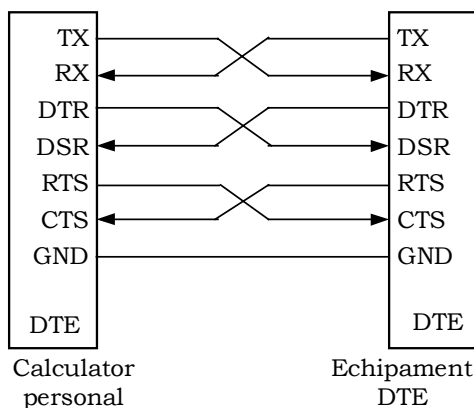 TX TX
RX RX
DTR DTR
DSR DSR
RTS RTS
CTS CTS
GND GND
DTE DTE
Calculator Echipament
personal DTE